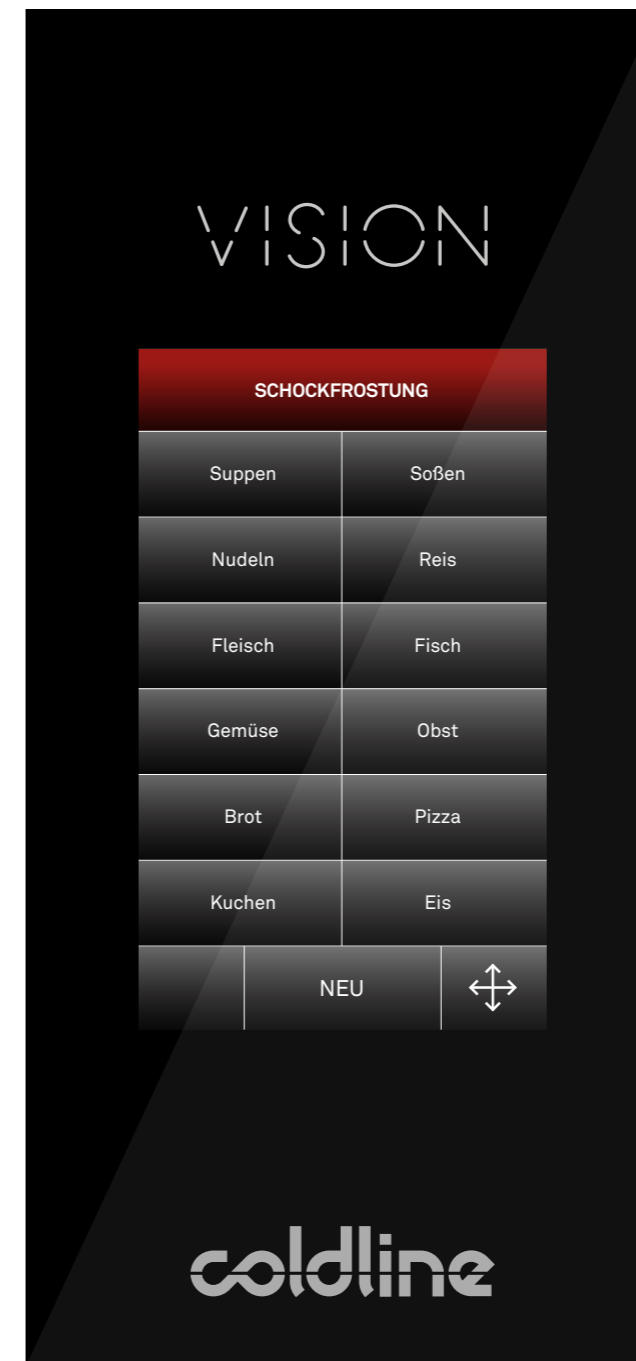 VISION
SCHOCKFROSTUNG
Suppen Soßen
Nudeln Reis
Fleisch Fisch
Gemüse Obst
Brot Pizza
Kuchen Eis
NEU
coldline